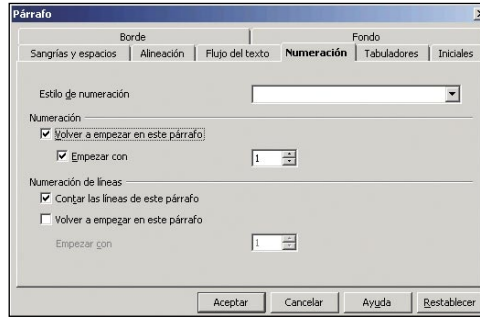 Párrafo
Borde Fondo
Sangrías y espacios Alineación Flujo del texto Numeración Tabuladores Iniciales
Estilo de numeración
Numeración
Volver a empezar en este párrafo
Empezar con 1
Numeración de líneas
Contar las líneas de este párrafo
Volver a empezar en este párrafo
Empezar con 1
Aceptar Cancelar Ayuda Restablecer